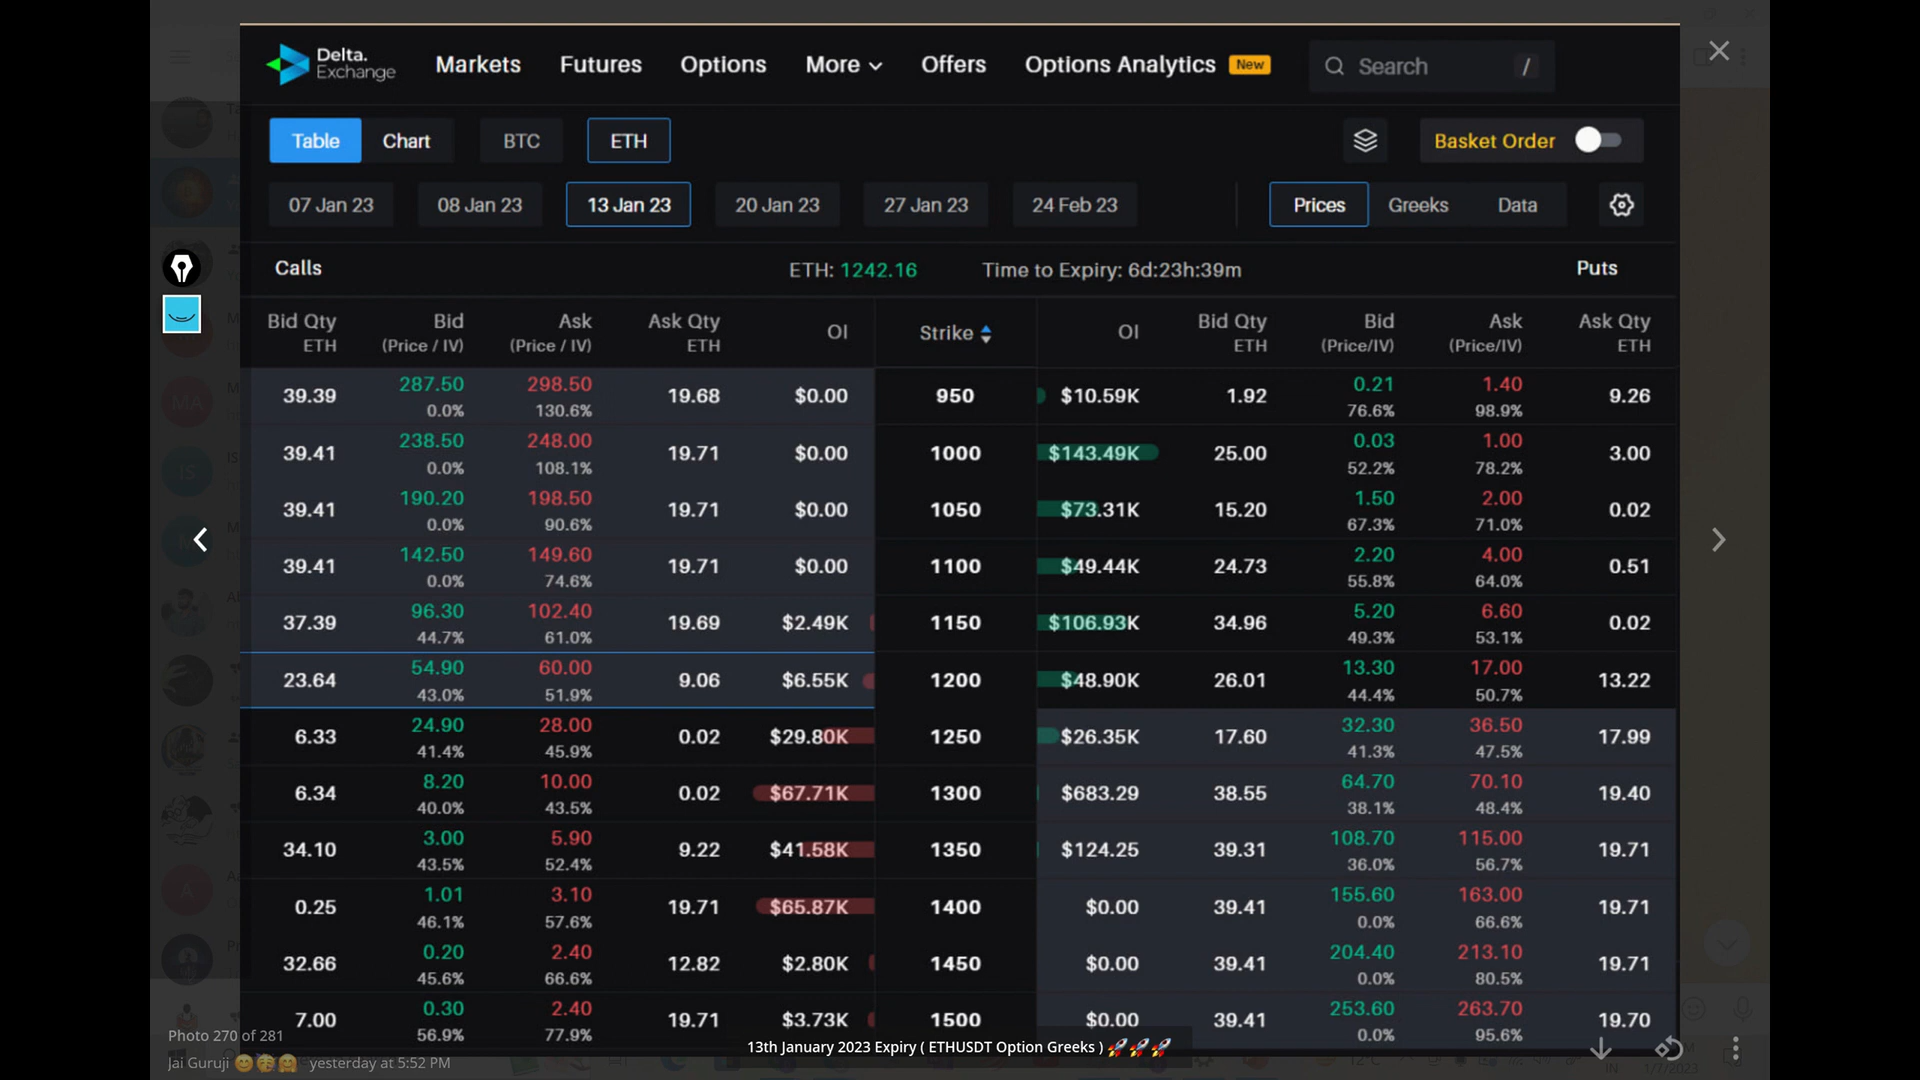 Delta.
Exchange
Markets Futures Options More Offers Options Analytics New Search /
Table Chart BTC ETH Basket Order
07 Jan 23 08 Jan 23 13 Jan 23 20 Jan 23 27 Jan 23 24 Feb 23 Prices Greeks Data
Calls ETH: 1242.16 Time to Expiry: 6d:23h:39m Puts
Bid Qty Bid Ask Ask Qty OI Strike OI Bid Qty Bid Ask Ask Qty
ETH (Price / IV) (Price / IV) ETH ETH (Price/IV) (Price/IV) ETH
39.39 287.50 298.50 19.68 $0.00 950 $10.59K 1.92 0.21 1.40 9.26
0.0% 130.6% 76.6% 98.9%
39.41 238.50 248.00 19.71 $0.00 1000 $143.49K 25.00 0.03 1.00 3.00
0.0% 108.1% 52.2% 78.2%
39.41 190.20 198.50 19.71 $0.00 1050 $73.31K 15.20 1.50 2.00 0.02
0.0% 90.6% 67.3% 71.0%
39.41 142.50 149.60 19.71 $0.00 1100 $49.44K 24.73 2.20 4.00 0.51
0.0% 74.6% 55.8% 64.0%
37.39 96.30 102.40 19.69 $2.49K 1150 $106.93K 34.96 5.20 6.60 0.02
44.7% 61.0% 49.3% 53.1%
23.64 54.90 60.00 9.06 $6.55K 1200 $48.90K 26.01 13.30 17.00 13.22
43.0% 51.9% 44.4% 50.7%
6.33 24.90 28.00 0.02 $29.80K 1250 $26.35K 17.60 32.30 36.50 17.99
41.4% 45.9% 41.3% 47.5%
6.34 8.20 10.00 0.02 $67.71K 1300 $683.29 38.55 64.70 70.10 19.40
40.0% 43.5% 38.1% 48.4%
34.10 3.00 5.90 9.22 $41.58K 1350 $124.25 39.31 108.70 115.00 19.71
43.5% 52.4% 36.0% 56.7%
0.25 1.01 3.10 19.71 $65.87K 1400 $0.00 39.41 155.60 163.00 19.71
46.1% 57.6% 0.0% 66.6%
32.66 0.20 2.40 12.82 $2.80K 1450 $0.00 39.41 204.40 213.10 19.71
45.6% 66.6% 0.0% 80.5%
7.00 0.30 2.40 19.71 $3.73K 1500 $0.00 39.41 253.60 263.70 19.70
56.9% 77.9% 0.0% 95.6%
Photo 270 of 281
13th January 2023 Expiry ( ETHUSDT Option Greeks ) 🚀🚀🚀
Jai Guruji 😊🥳🤗 yesterday at 5:52 PM
MA
IS
A
12°C
IN
1/7/2023